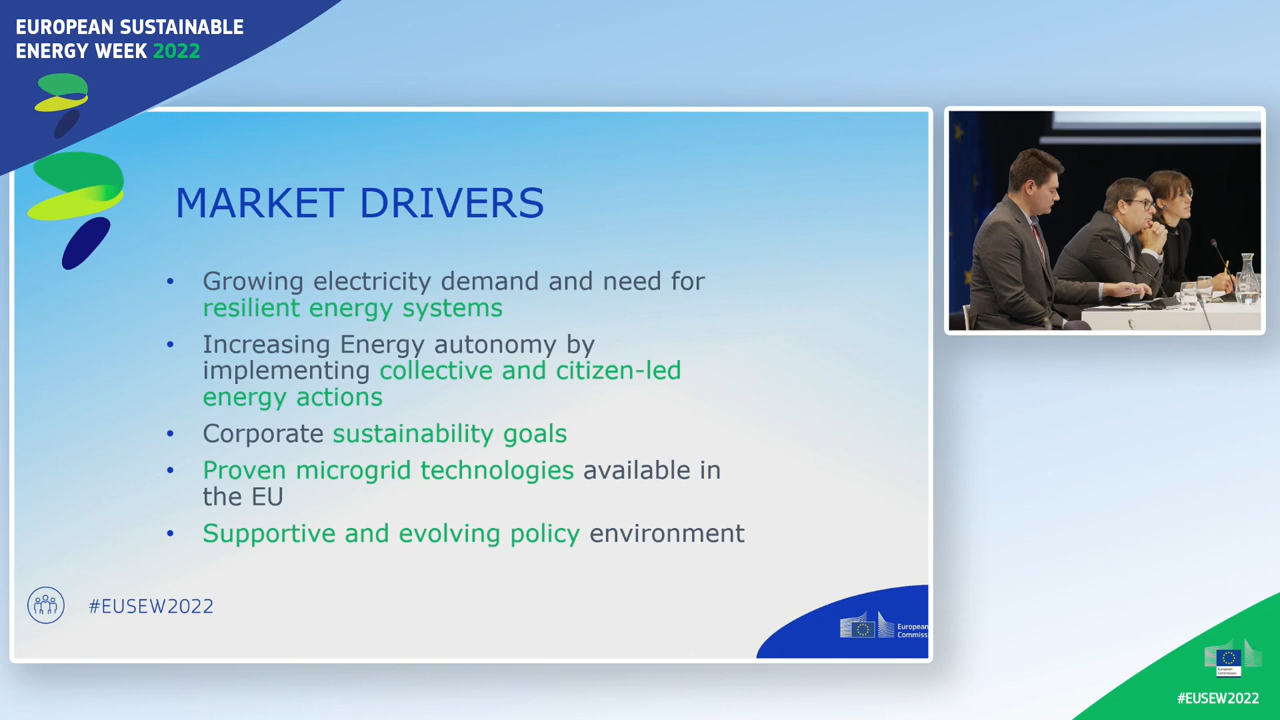 EUROPEAN SUSTAINABLE
ENERGY WEEK 2022
MARKET DRIVERS
• Growing electricity demand and need for
resilient energy systems
• Increasing Energy autonomy by
implementing collective and citizen-led
energy actions
• Corporate sustainability goals
• Proven microgrid technologies available in
the EU
• Supportive and evolving policy environment
#EUSEW2022
European
Commiss
European
Commission
#EUSEW2022